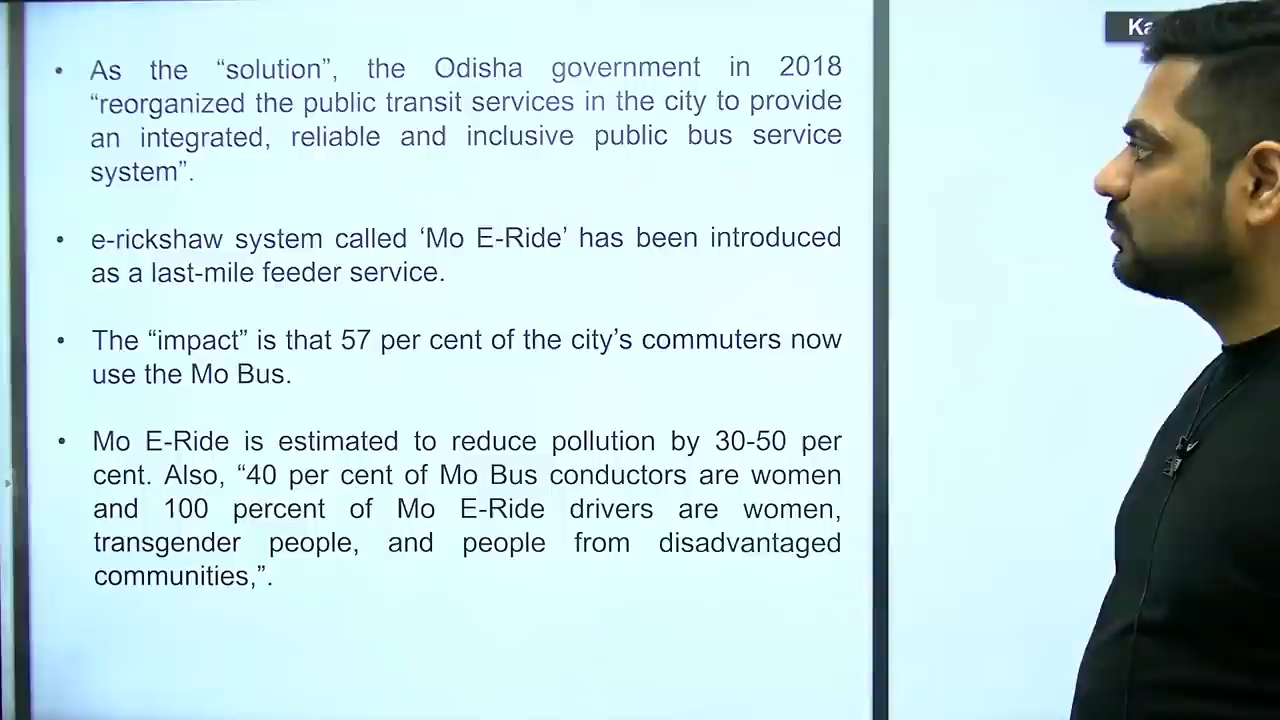 Ka
• As the “solution”, the Odisha government in 2018
“reorganized the public transit services in the city to provide
an integrated, reliable and inclusive public bus service
system”.
• e-rickshaw system called ‘Mo E-Ride’ has been introduced
as a last-mile feeder service.
• The “impact” is that 57 per cent of the city’s commuters now
use the Mo Bus.
• Mo E-Ride is estimated to reduce pollution by 30-50 per
cent. Also, “40 per cent of Mo Bus conductors are women
and 100 percent of Mo E-Ride drivers are women,
transgender people, and people from disadvantaged
communities,”.